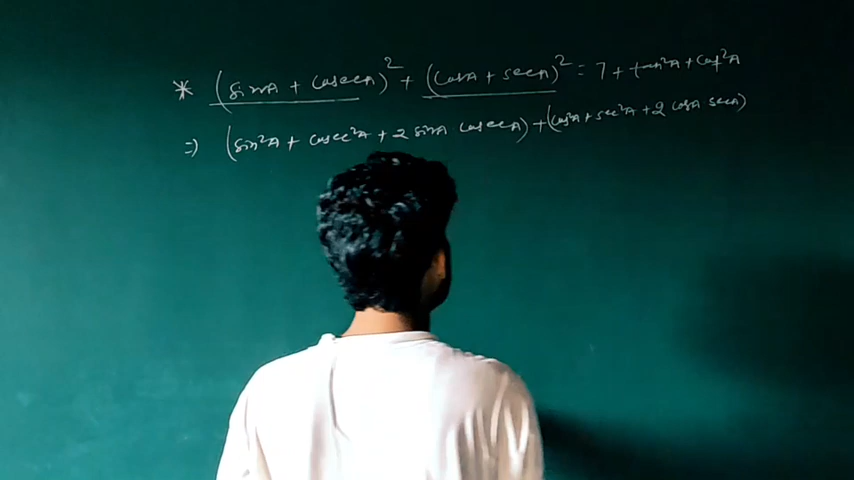 * (sinA + cosecA)² + (cosA + secA)² = 7 + tan²A + cot²A
=) (sin²A + cosec²A + 2 sinA cosecA) + (cos²A + sec²A + 2 cosA secA)